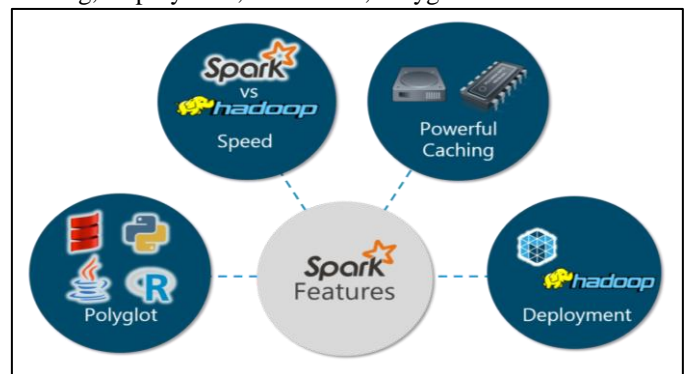 Spark
vs
hadoop
Speed
Powerful
Caching
Polyglot
R
Spark
Features
hadoop
Deployment